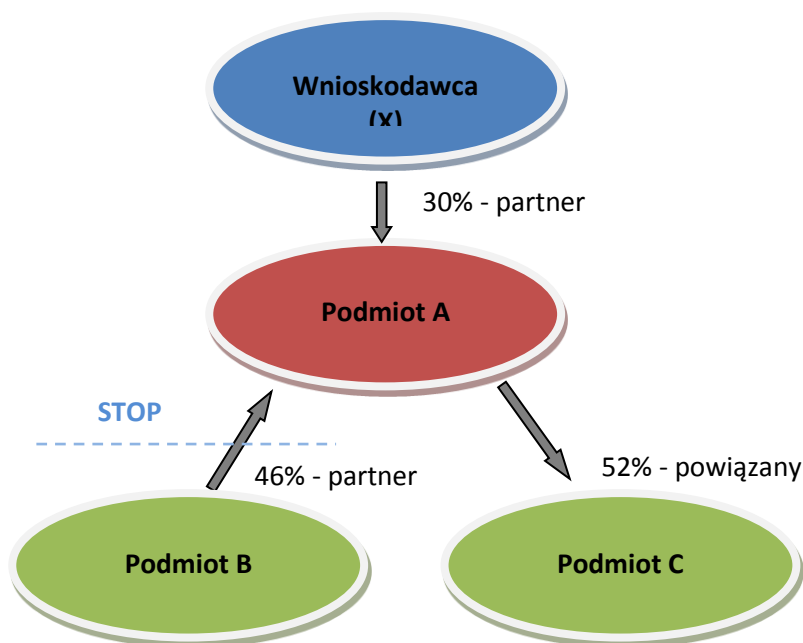 Wnioskodawca
(x)
30% - partner
Podmiot A
STOP
46% - partner
52% - powiązany
Podmiot B
Podmiot C